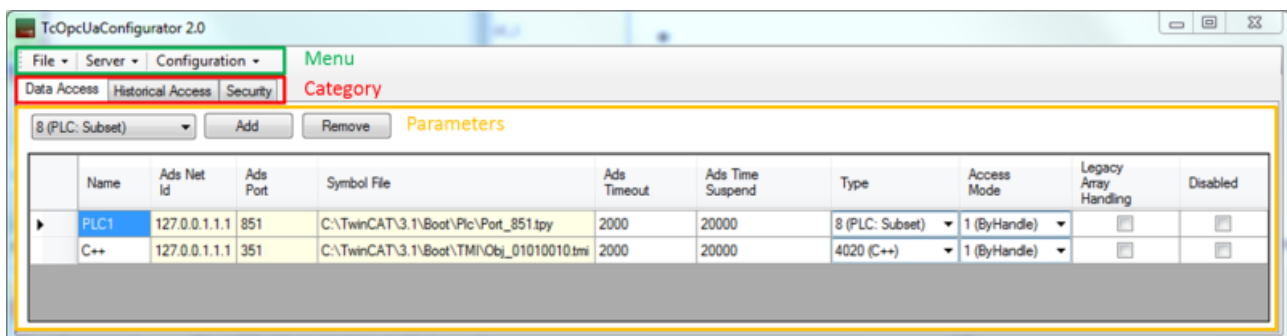 TcOpcUaConfigurator 2.0
File Server Configuration Menu
Data Access Historical Access Security Category
8 (PLC: Subset) Add Remove Parameters
Name Ads Net Id Ads Port Symbol File Ads Timeout Ads Time Suspend Type Access Mode Legacy Array Handling Disabled
PLC1 127.0.0.1.1.1 851 C:\TwinCAT\3.1\Boot\Plc\Port_851.tpy 2000 20000 8 (PLC: Subset) 1 (ByHandle)
C++ 127.0.0.1.1.1 351 C:\TwinCAT\3.1\Boot\TMI\Obj_01010010.tmi 2000 20000 4020 (C++) 1 (ByHandle)